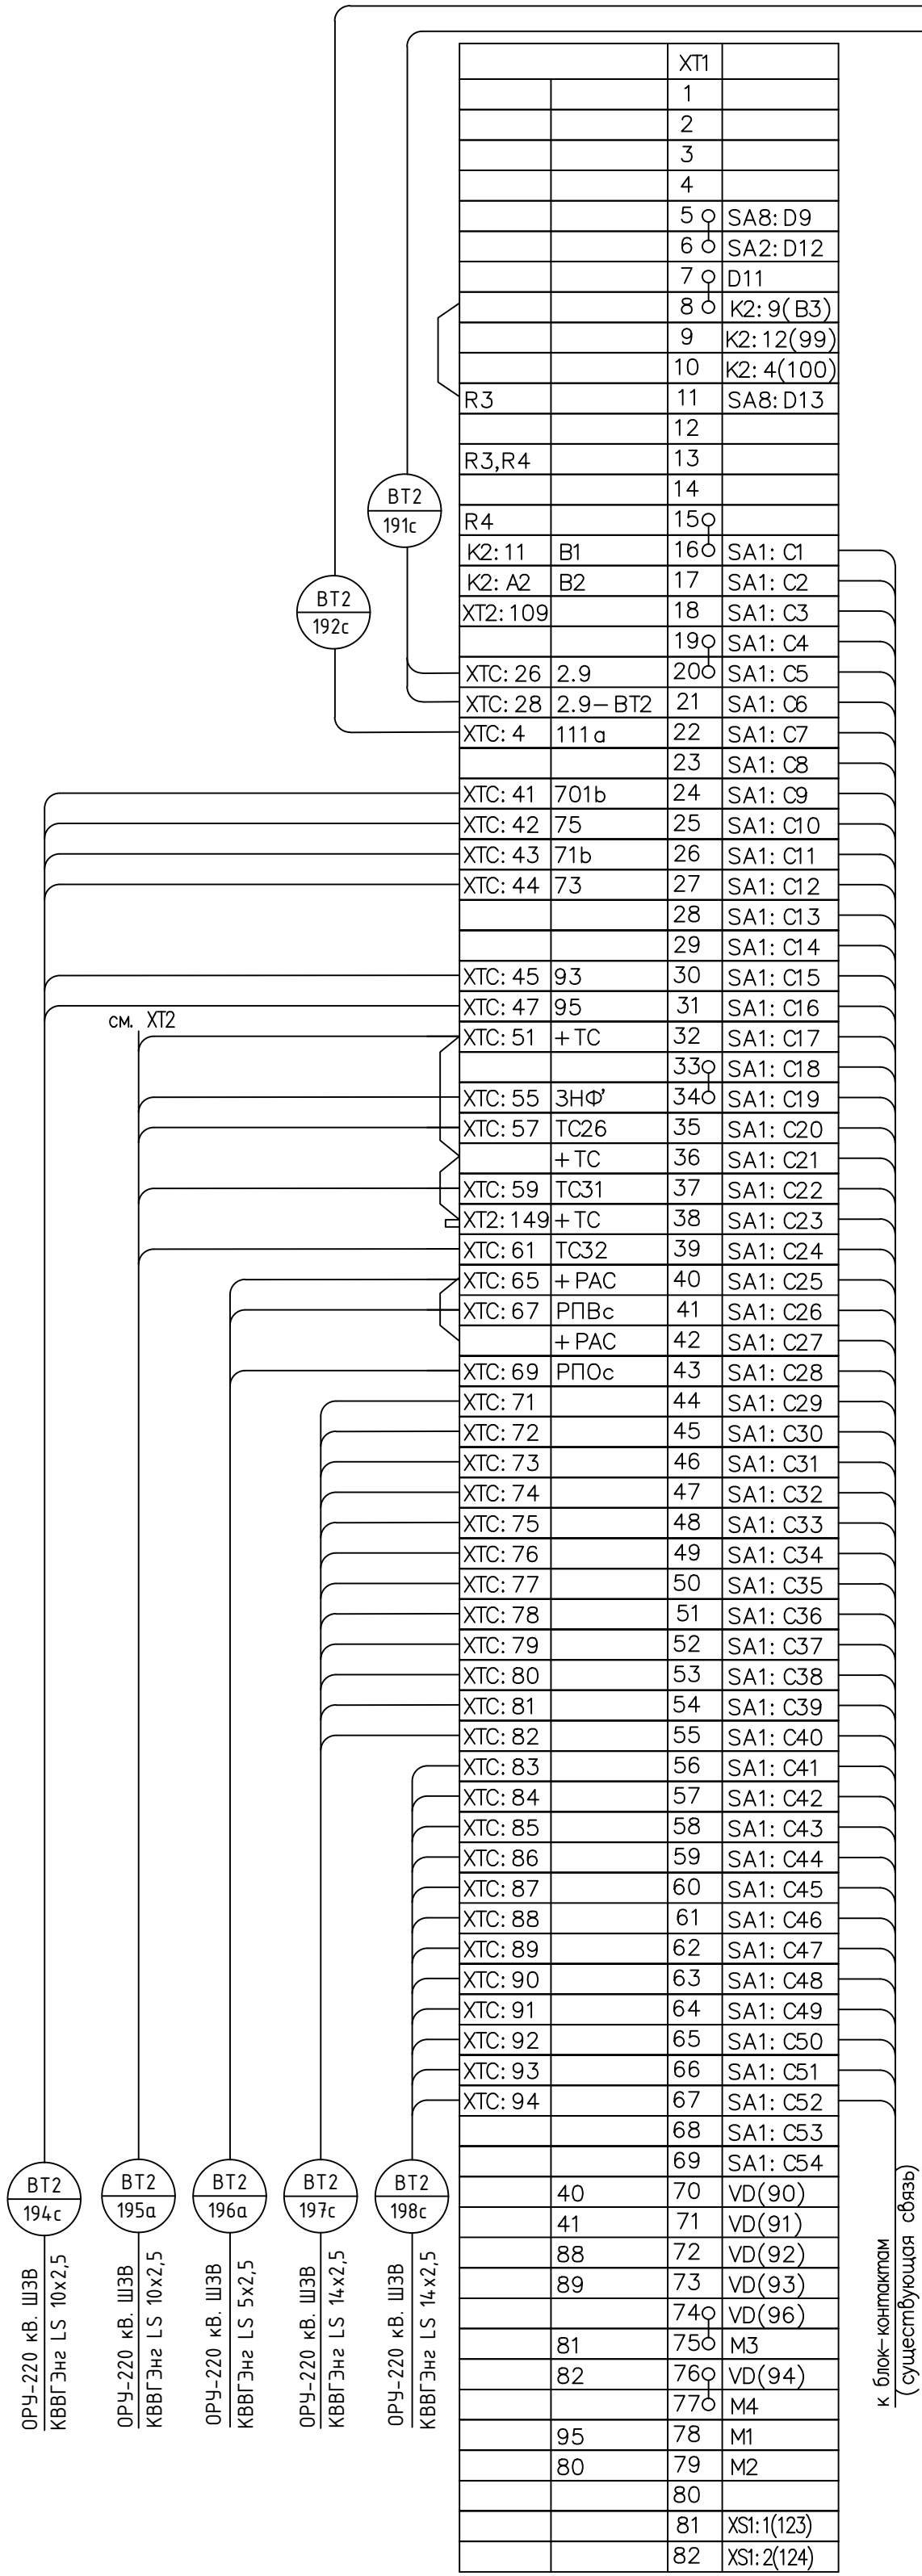 XT1
1
2
3
4
5 SA8: D9
6 SA2: D12
7 D11
8 K2: 9(B3)
9 K2: 12(99)
10 K2: 4(100)
R3 11 SA8: D13
12
R3,R4 13
14
R4 15
K2: 11 B1 16 SA1: C1
K2: A2 B2 17 SA1: C2
XT2: 109 18 SA1: C3
19 SA1: C4
XTC: 26 2.9 20 SA1: C5
XTC: 28 2.9-BT2 21 SA1: C6
XTC: 4 111a 22 SA1: C7
23 SA1: C8
XTC: 41 701b 24 SA1: C9
XTC: 42 75 25 SA1: C10
XTC: 43 71b 26 SA1: C11
XTC: 44 73 27 SA1: C12
28 SA1: C13
29 SA1: C14
XTC: 45 93 30 SA1: C15
XTC: 47 95 31 SA1: C16
XTC: 51 +TC 32 SA1: C17
33 SA1: C18
XTC: 55 ЗНФ' 34 SA1: C19
XTC: 57 TC26 35 SA1: C20
+TC 36 SA1: C21
XTC: 59 TC31 37 SA1: C22
XT2: 149 +TC 38 SA1: C23
XTC: 61 TC32 39 SA1: C24
XTC: 65 +РАС 40 SA1: C25
XTC: 67 РПВс 41 SA1: C26
+РАС 42 SA1: C27
XTC: 69 РПОс 43 SA1: C28
XTC: 71 44 SA1: C29
XTC: 72 45 SA1: C30
XTC: 73 46 SA1: C31
XTC: 74 47 SA1: C32
XTC: 75 48 SA1: C33
XTC: 76 49 SA1: C34
XTC: 77 50 SA1: C35
XTC: 78 51 SA1: C36
XTC: 79 52 SA1: C37
XTC: 80 53 SA1: C38
XTC: 81 54 SA1: C39
XTC: 82 55 SA1: C40
XTC: 83 56 SA1: C41
XTC: 84 57 SA1: C42
XTC: 85 58 SA1: C43
XTC: 86 59 SA1: C44
XTC: 87 60 SA1: C45
XTC: 88 61 SA1: C46
XTC: 89 62 SA1: C47
XTC: 90 63 SA1: C48
XTC: 91 64 SA1: C49
XTC: 92 65 SA1: C50
XTC: 93 66 SA1: C51
XTC: 94 67 SA1: C52
68 SA1: C53
69 SA1: C54
40 70 VD(90)
41 71 VD(91)
88 72 VD(92)
89 73 VD(93)
74 VD(96)
81 75 M3
82 76 VD(94)
77 M4
95 78 M1
80 79 M2
80
81 XS1:1(123)
82 XS1:2(124)
ВТ2
191с
ВТ2
192с
см. XT2
ВТ2
194с
ОРУ-220 кВ. ШЗВ
КВВГЭнг LS 10x2,5
ВТ2
195а
ОРУ-220 кВ. ШЗВ
КВВГЭнг LS 10x2,5
ВТ2
196а
ОРУ-220 кВ. ШЗВ
КВВГЭнг LS 5x2,5
ВТ2
197с
ОРУ-220 кВ. ШЗВ
КВВГЭнг LS 14x2,5
ВТ2
198с
ОРУ-220 кВ. ШЗВ
КВВГЭнг LS 14x2,5
к блок-контактам
(существующая связь)